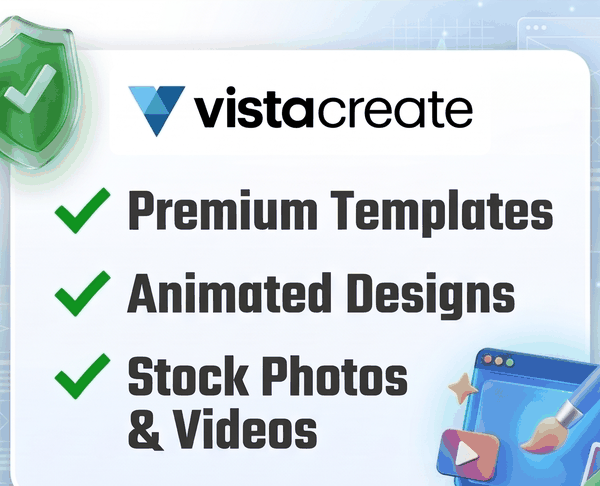 vistacreate
Premium Templates
Animated Designs
Stock Photos
& Videos